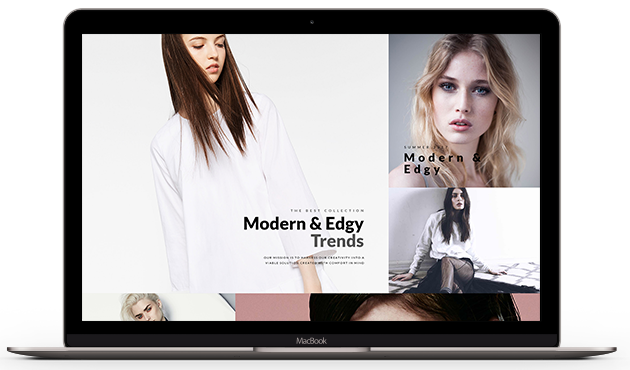 THE BEST COLLECTION
Modern & Edgy
Trends
OUR MISSION IS TO HARNESS OUR CREATIVITY INTO A
VIABLE SOLUTION, CREATED WITH COMFORT IN MIND
SUMMER
Modern &
Edgy
MacBook